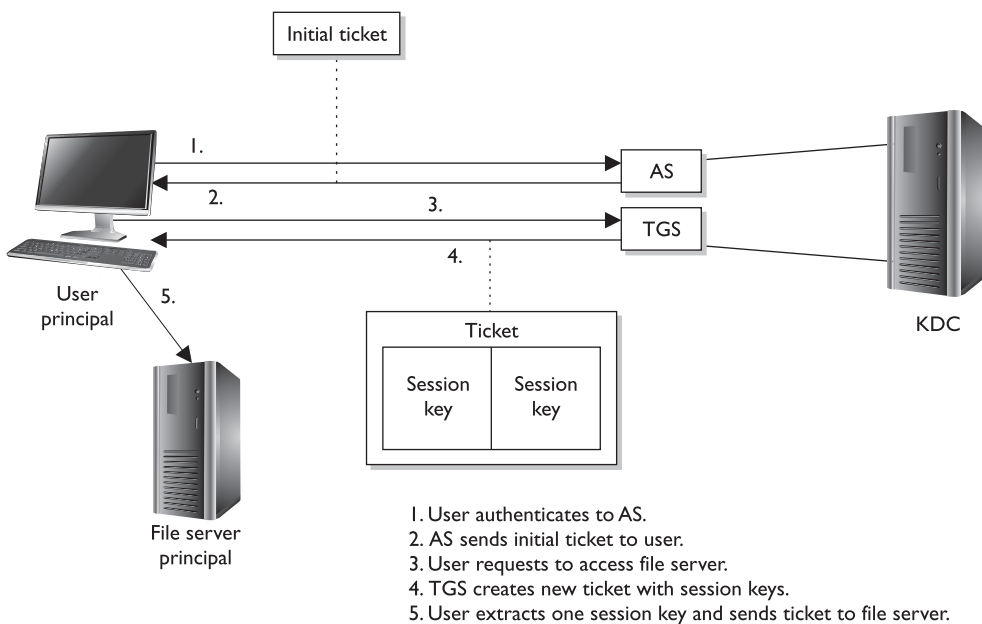 Initial ticket
1.
AS
2.
3.
TGS
4.
5.
User
principal
KDC
Ticket
Session
key
Session
key
File server
principal
1. User authenticates to AS.
2. AS sends initial ticket to user.
3. User requests to access file server.
4. TGS creates new ticket with session keys.
5. User extracts one session key and sends ticket to file server.